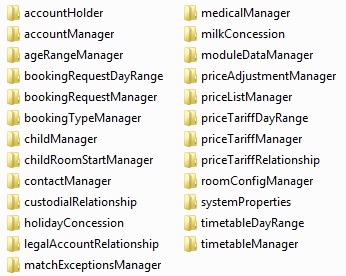 accountHolder
accountManager
ageRangeManager
bookingRequestDayRange
bookingRequestManager
bookingTypeManager
childManager
childRoomStartManager
contactManager
custodialRelationship
holidayConcession
legalAccountRelationship
matchExceptionsManager
medicalManager
milkConcession
moduleDataManager
priceAdjustmentManager
priceListManager
priceTariffDayRange
priceTariffManager
priceTariffRelationship
roomConfigManager
systemProperties
timetableDayRange
timetableManager